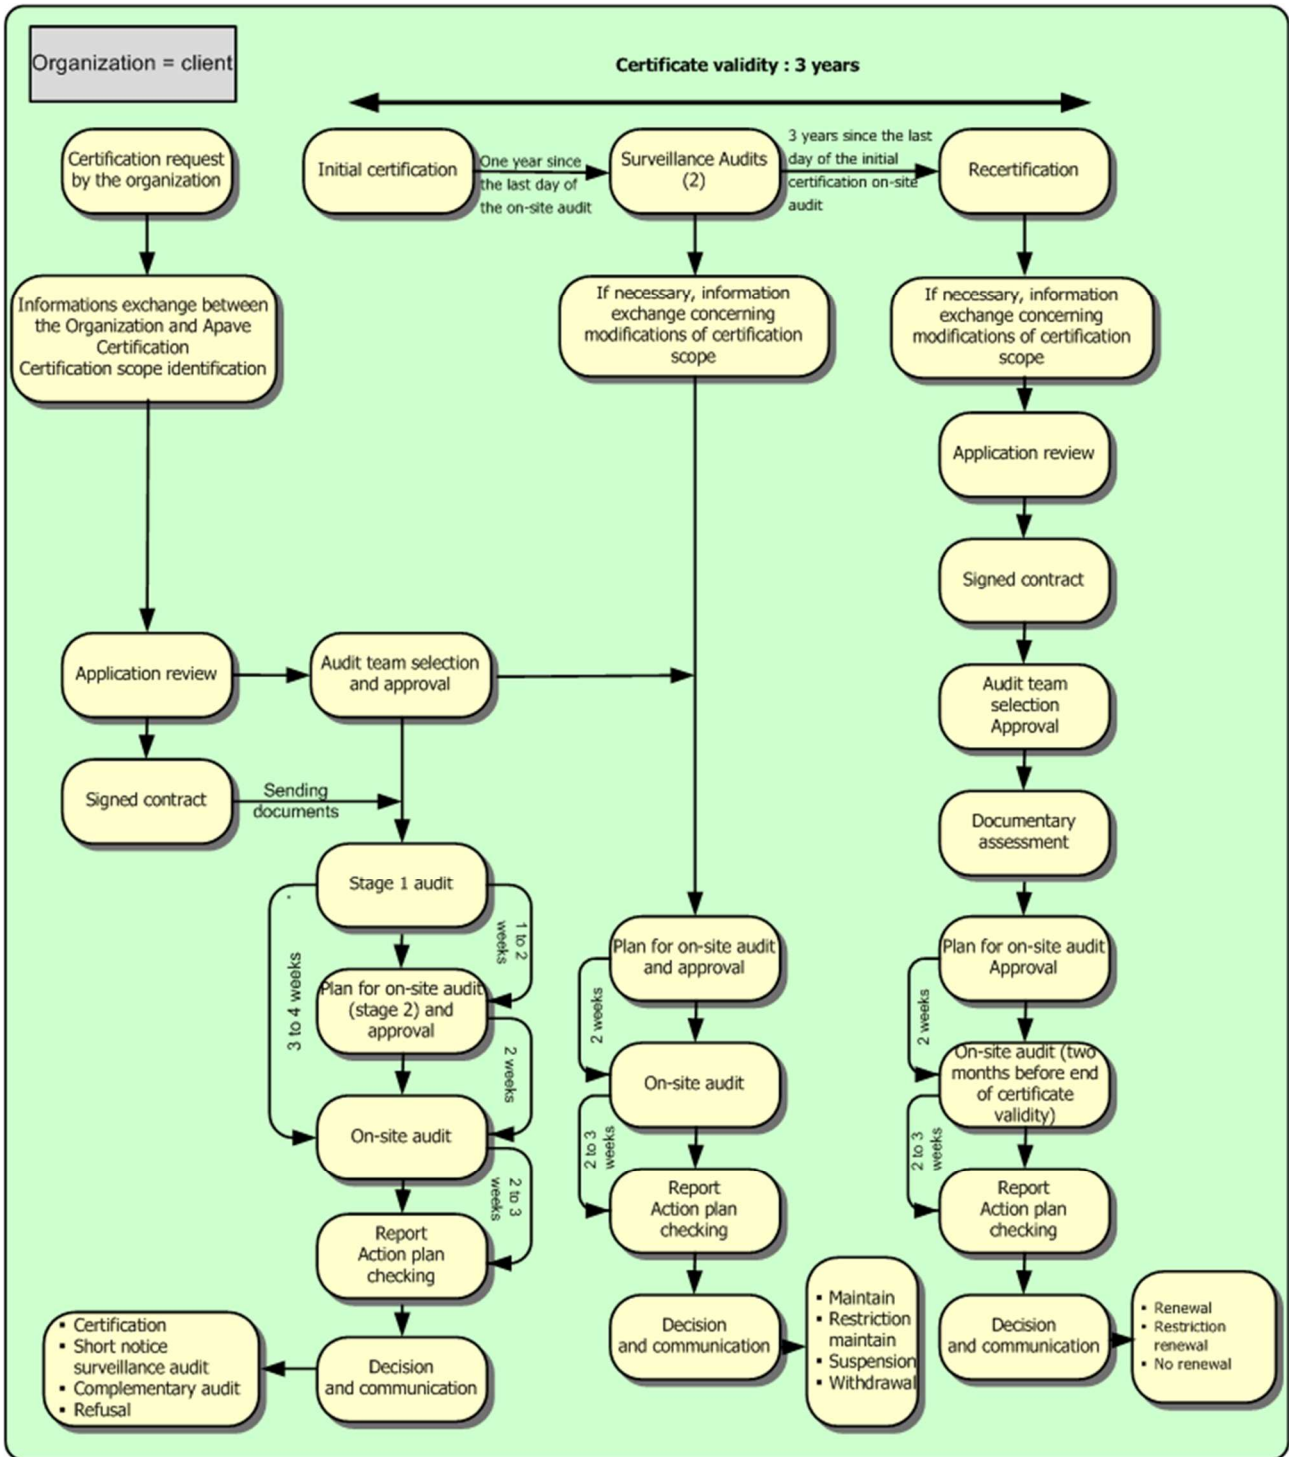 Organization = client
Certificate validity : 3 years
Certification request
by the organization
Initial certification
One year since
the last day of
the on-site audit
Surveillance Audits
(2)
3 years since the last
day of the initial
certification on-site
audit
Recertification
Informations exchange between
the Organization and Apave
Certification
Certification scope identification
If necessary, information
exchange concerning
modifications of certification
scope
If necessary, information
exchange concerning
modifications of certification
scope
Application review
Signed contract
Application review
Audit team selection
and approval
Audit team
selection
Approval
Signed contract
Sending
documents
Documentary
assessment
Stage 1 audit
1 to 2
weeks
3 to 4 weeks
Plan for on-site audit
(stage 2) and
approval
2 weeks
On-site audit
2 to 3
weeks
Report
Action plan
checking
Decision
and communication
▪ Certification
▪ Short notice
surveillance audit
▪ Complementary audit
▪ Refusal
Plan for on-site audit
and approval
2 weeks
On-site audit
2 to 3
weeks
Report
Action plan
checking
Decision
and communication
▪ Maintain
▪ Restriction
maintain
▪ Suspension
▪ Withdrawal
Plan for on-site audit
Approval
2 weeks
On-site audit (two
months before end
of certificate
validity)
2 to 3
weeks
Report
Action plan
checking
Decision
and communication
▪ Renewal
▪ Restriction
renewal
▪ No renewal